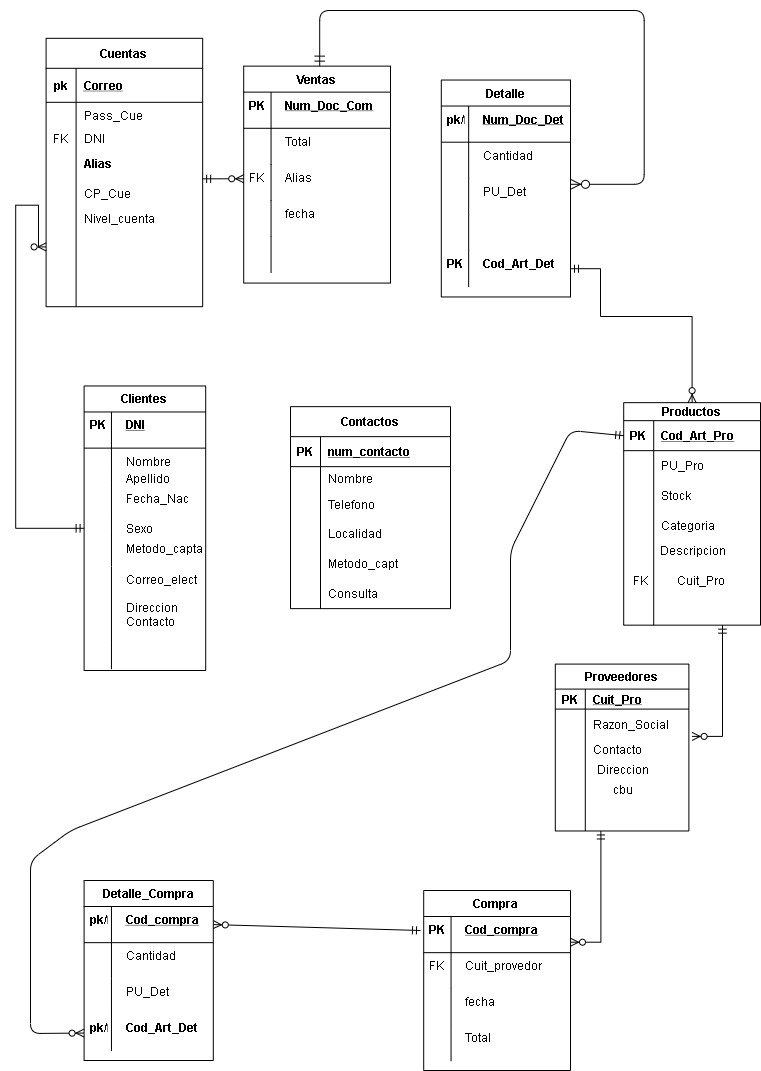 Cuentas
pk Correo
Pass_Cue
FK DNI
Alias
CP_Cue
Nivel_cuenta
Ventas
PK Num_Doc_Com
Total
FK Alias
fecha
Detalle
pk/ Num_Doc_Det
Cantidad
PU_Det
PK Cod_Art_Det
Clientes
PK DNI
Nombre
Apellido
Fecha_Nac
Sexo
Metodo_capta
Correo_elect
Direccion
Contacto
Contactos
PK num_contacto
Nombre
Telefono
Localidad
Metodo_capt
Consulta
Productos
PK Cod_Art_Pro
PU_Pro
Stock
Categoria
Descripcion
FK Cuit_Pro
Proveedores
PK Cuit_Pro
Razon_Social
Contacto
Direccion
cbu
Detalle_Compra
pk/ Cod_compra
Cantidad
PU_Det
pk/ Cod_Art_Det
Compra
PK Cod_compra
FK Cuit_provedor
fecha
Total